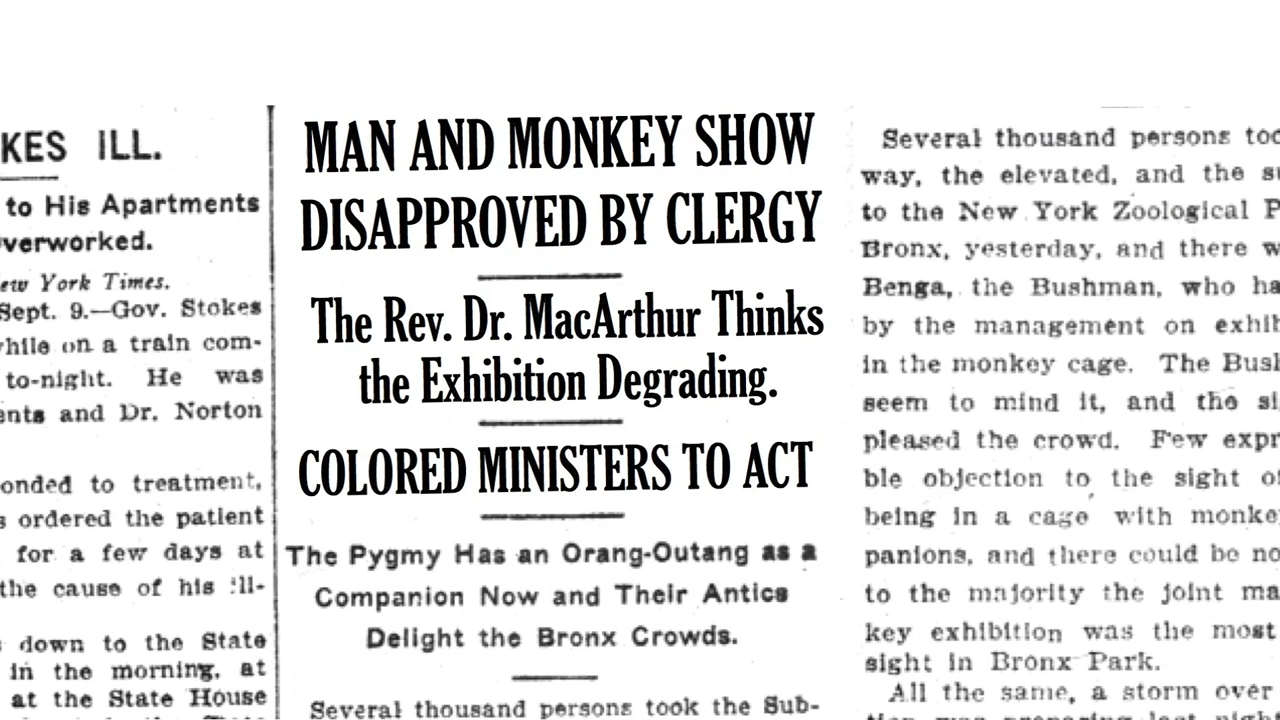 KES ILL.
to His Apartments
verworked.
ew York Times.
Sept. 9.—Gov. Stokes
while on a train com-
to-night. He was
ents and Dr. Norton
onded to treatment,
s ordered the patient
for a few days at
the cause of his ill-
down to the State
in the morning, at
at the State House
MAN AND MONKEY SHOW
DISAPPROVED BY CLERGY
The Rev. Dr. MacArthur Thinks
the Exhibition Degrading.
COLORED MINISTERS TO ACT
The Pygmy Has an Orang-Outang as a
Companion Now and Their Antics
Delight the Bronx Crowds.
Several thousand persons took the Sub-
Several thousand persons too
way, the elevated, and the su
to the New York Zoological P
Bronx, yesterday, and there w
Benga, the Bushman, who ha
by the management on exhib
in the monkey cage. The Bush
seem to mind it, and the si
pleased the crowd. Few expr
ble objection to the sight of
being in a cage with monke
panions, and there could be no
to the majority the joint ma
key exhibition was the most
sight in Bronx Park.
All the same, a storm over